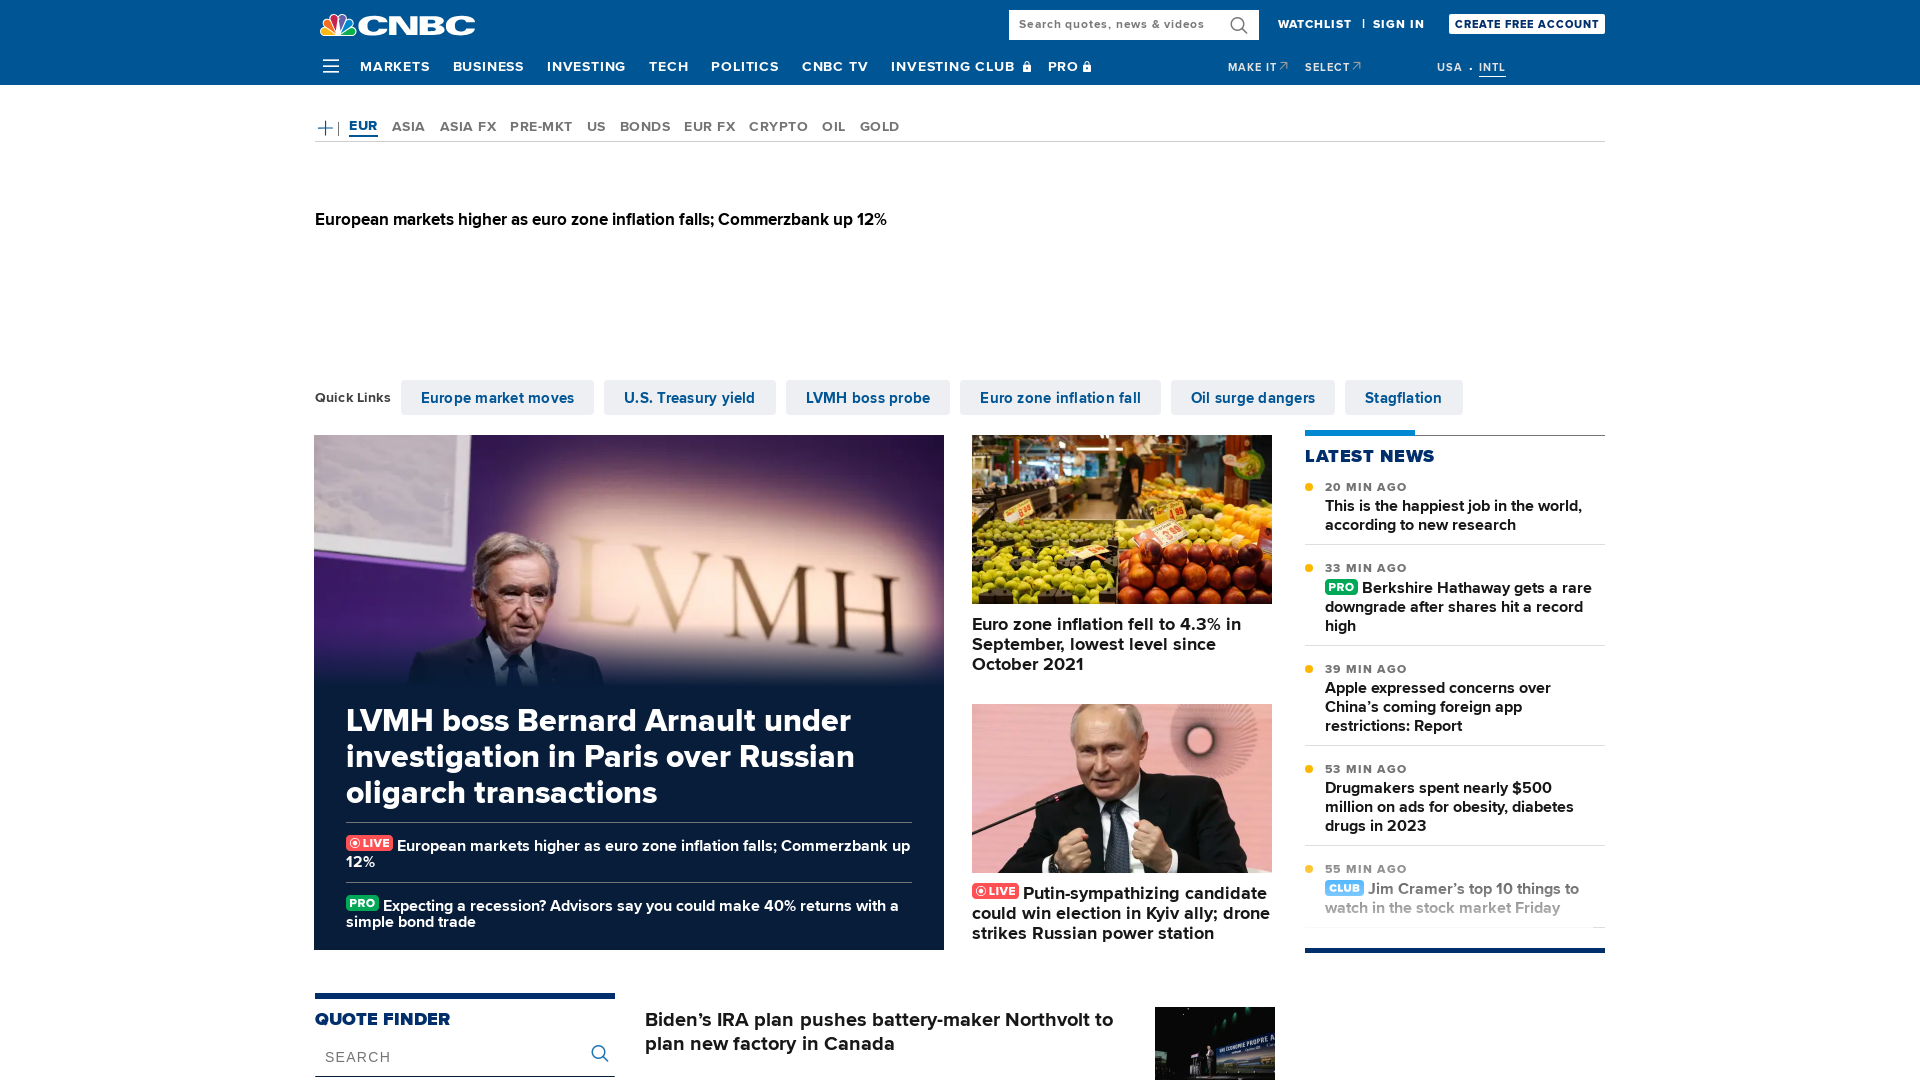 CNBC
Search quotes, news & videos
WATCHLIST | SIGN IN
CREATE FREE ACCOUNT
MARKETS BUSINESS INVESTING TECH POLITICS CNBC TV INVESTING CLUB PRO
MAKE IT SELECT
USA • INTL
EUR ASIA ASIA FX PRE-MKT US BONDS EUR FX CRYPTO OIL GOLD
European markets higher as euro zone inflation falls; Commerzbank up 12%
Quick Links Europe market moves U.S. Treasury yield LVMH boss probe Euro zone inflation fall Oil surge dangers Stagflation
LVMH
LVMH boss Bernard Arnault under
investigation in Paris over Russian
oligarch transactions
LIVE European markets higher as euro zone inflation falls; Commerzbank up
12%
PRO Expecting a recession? Advisors say you could make 40% returns with a
simple bond trade
Euro zone inflation fell to 4.3% in
September, lowest level since
October 2021
LIVE Putin-sympathizing candidate
could win election in Kyiv ally; drone
strikes Russian power station
LATEST NEWS
20 MIN AGO
This is the happiest job in the world,
according to new research
33 MIN AGO
PRO Berkshire Hathaway gets a rare
downgrade after shares hit a record
high
39 MIN AGO
Apple expressed concerns over
China’s coming foreign app
restrictions: Report
53 MIN AGO
Drugmakers spent nearly $500
million on ads for obesity, diabetes
drugs in 2023
55 MIN AGO
CLUB Jim Cramer’s top 10 things to
watch in the stock market Friday
QUOTE FINDER
SEARCH
Biden’s IRA plan pushes battery-maker Northvolt to
plan new factory in Canada